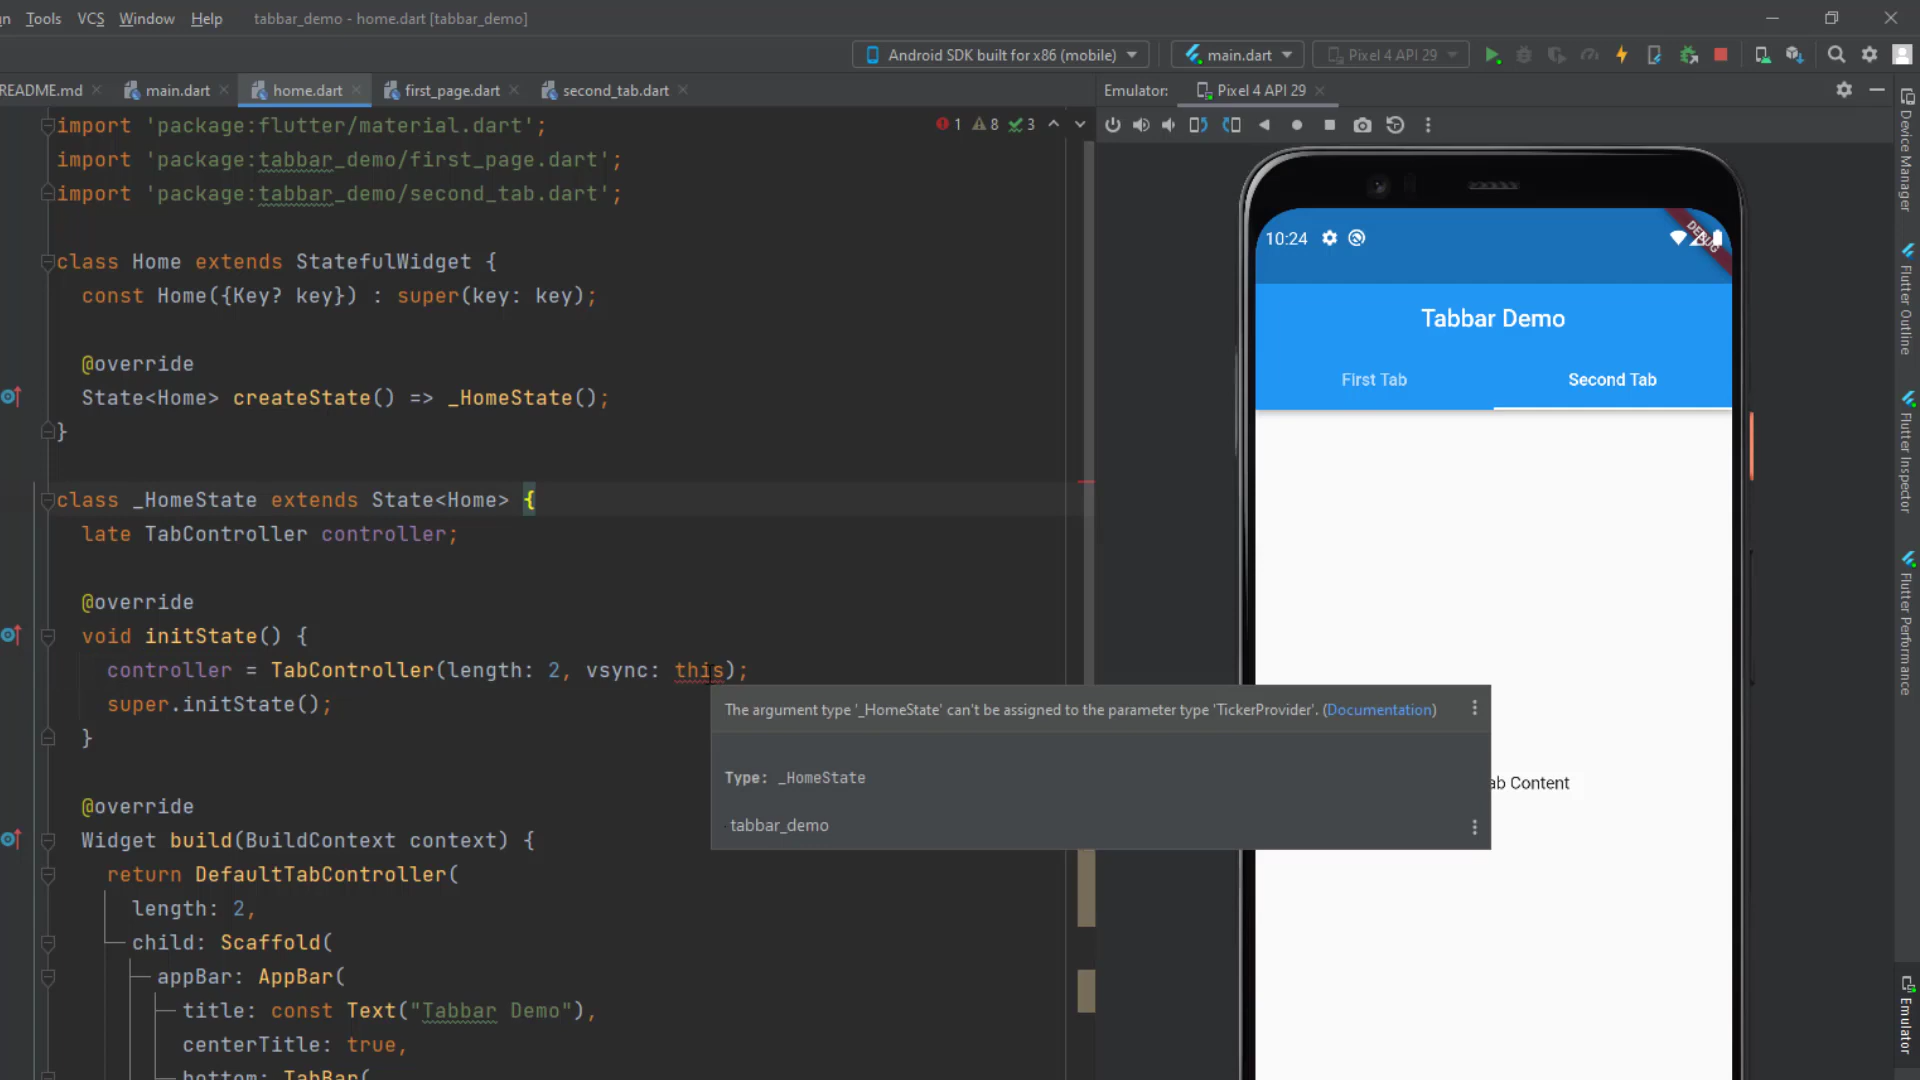 Tools VCS Window Help tabbar_demo - home.dart [tabbar_demo]
Android SDK built for x86 (mobile) main.dart Pixel 4 API 29
README.md main.dart home.dart first_page.dart second_tab.dart
Emulator: Pixel 4 API 29
import 'package:flutter/material.dart';
1 8 3
import 'package:tabbar_demo/first_page.dart';
import 'package:tabbar_demo/second_tab.dart';
class Home extends StatefulWidget {
const Home({Key? key}) : super(key: key);
@override
State<Home> createState() => _HomeState();
}
class _HomeState extends State<Home> {
late TabController controller;
@override
void initState() {
controller = TabController(length: 2, vsync: this);
super.initState();
}
@override
Widget build(BuildContext context) {
return DefaultTabController(
length: 2,
child: Scaffold(
appBar: AppBar(
title: const Text("Tabbar Demo"),
centerTitle: true,
bottom: TabBar(
The argument type '_HomeState' can't be assigned to the parameter type 'TickerProvider'. (Documentation)
Type: _HomeState
tabbar_demo
10:24
DEBUG
Tabbar Demo
First Tab Second Tab
ab Content
Device Manager
Flutter Outline
Flutter Inspector
Flutter Performance
Emulator